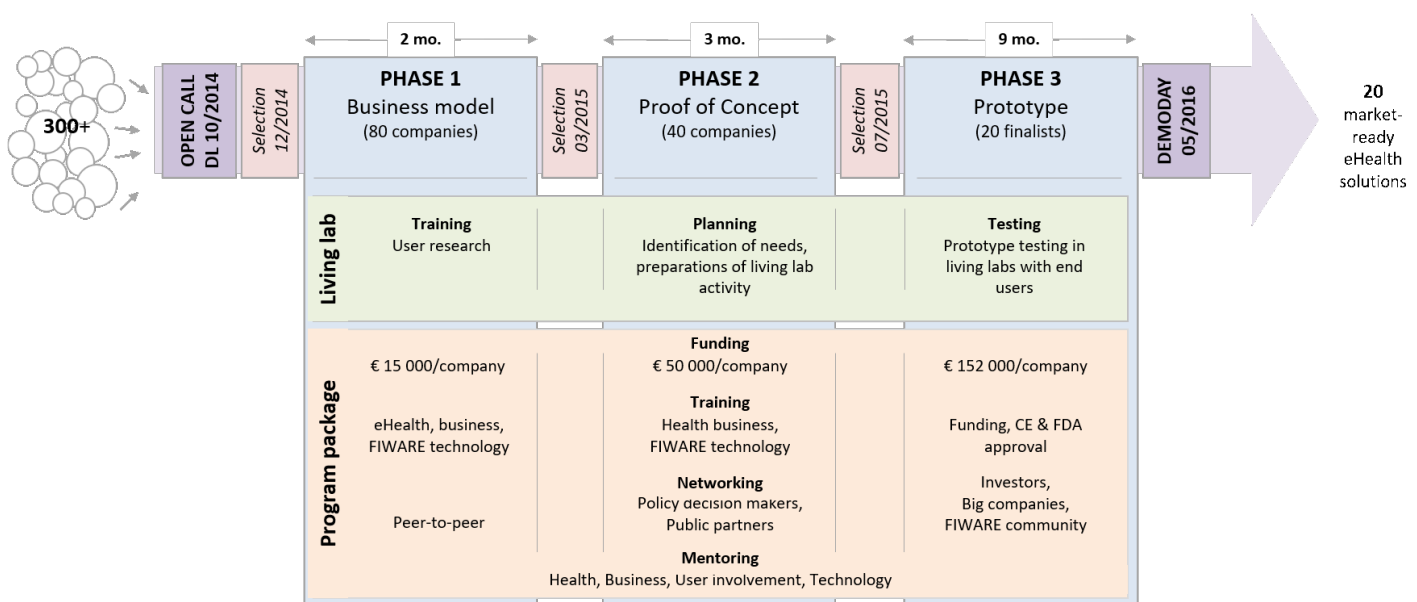 2 mo.
3 mo.
9 mo.
300+
OPEN CALL
DL 10/2014
Selection
12/2014
PHASE 1
Business model
(80 companies)
Selection
03/2015
PHASE 2
Proof of Concept
(40 companies)
Selection
07/2015
PHASE 3
Prototype
(20 finalists)
DEMODAY
05/2016
20
market-
ready
eHealth
solutions
Living lab
Training
User research
Planning
Identification of needs,
preparations of living lab
activity
Testing
Prototype testing in
living labs with end
users
Program package
Funding
€ 15 000/company
€ 50 000/company
€ 152 000/company
Training
eHealth, business,
FIWARE technology
Health business,
FIWARE technology
Funding, CE & FDA
approval
Networking
Peer-to-peer
Policy decision makers,
Public partners
Investors,
Big companies,
FIWARE community
Mentoring
Health, Business, User involvement, Technology